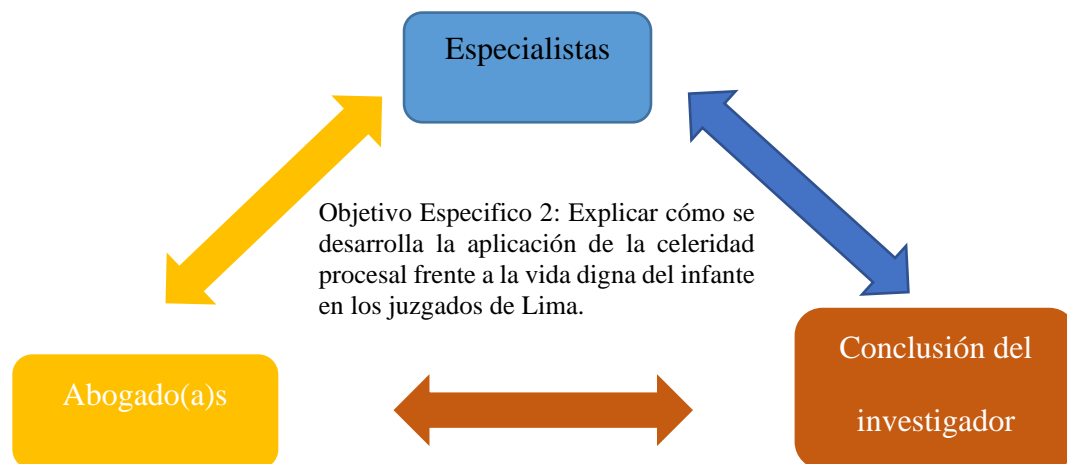 Especialistas
Objetivo Especifico 2: Explicar cómo se
desarrolla la aplicación de la celeridad
procesal frente a la vida digna del infante
en los juzgados de Lima.
Abogado(a)s
Conclusión del
investigador